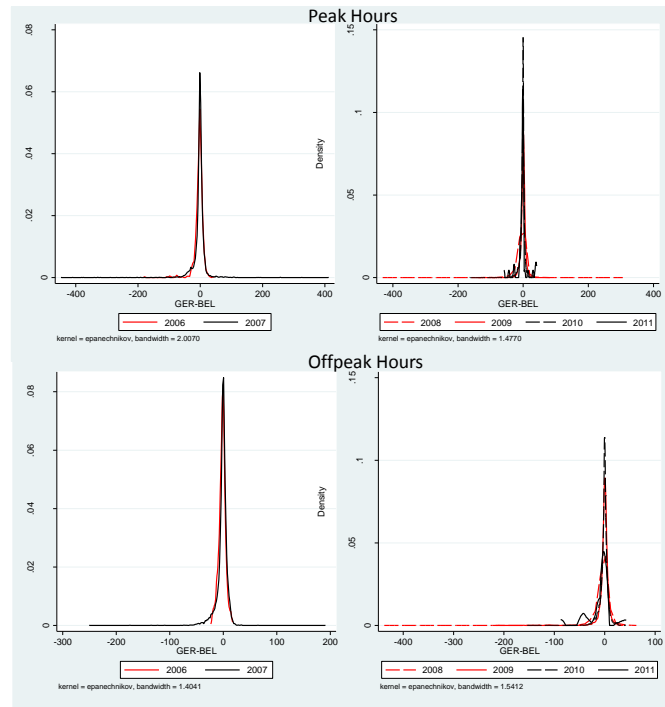 Peak Hours
.08
.06
.04
.02
0
-400 -200 0 200 400
GER-BEL
2006 2007
kernel = epanechnikov, bandwidth = 2.0070
Density
.15
.1
.05
0
-400 -200 0 200 400
GER-BEL
2008 2009 2010 2011
kernel = epanechnikov, bandwidth = 1.4770
Offpeak Hours
.08
.06
.04
.02
0
-300 -200 -100 0 100 200
GER-BEL
2006 2007
kernel = epanechnikov, bandwidth = 1.4041
Density
.15
.1
.05
0
-400 -300 -200 -100 0 100
GER-BEL
2008 2009 2010 2011
kernel = epanechnikov, bandwidth = 1.5412